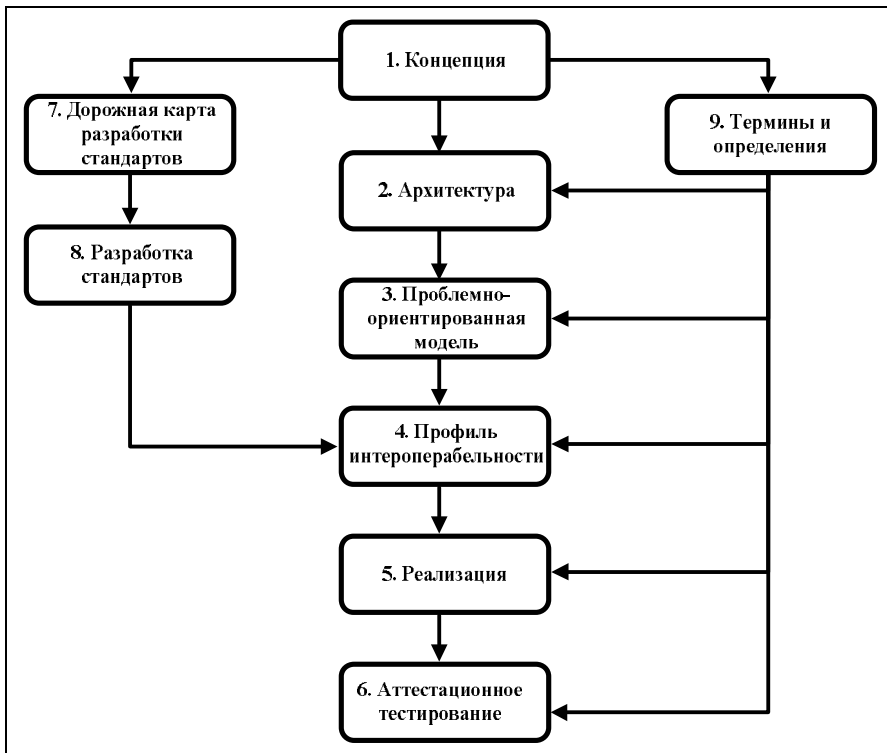 1. Концепция
7. Дорожная карта
разработки
стандартов
9. Термины и
определения
2. Архитектура
8. Разработка
стандартов
3. Проблемно-
ориентированная
модель
4. Профиль
интероперабельности
5. Реализация
6. Аттестационное
тестирование